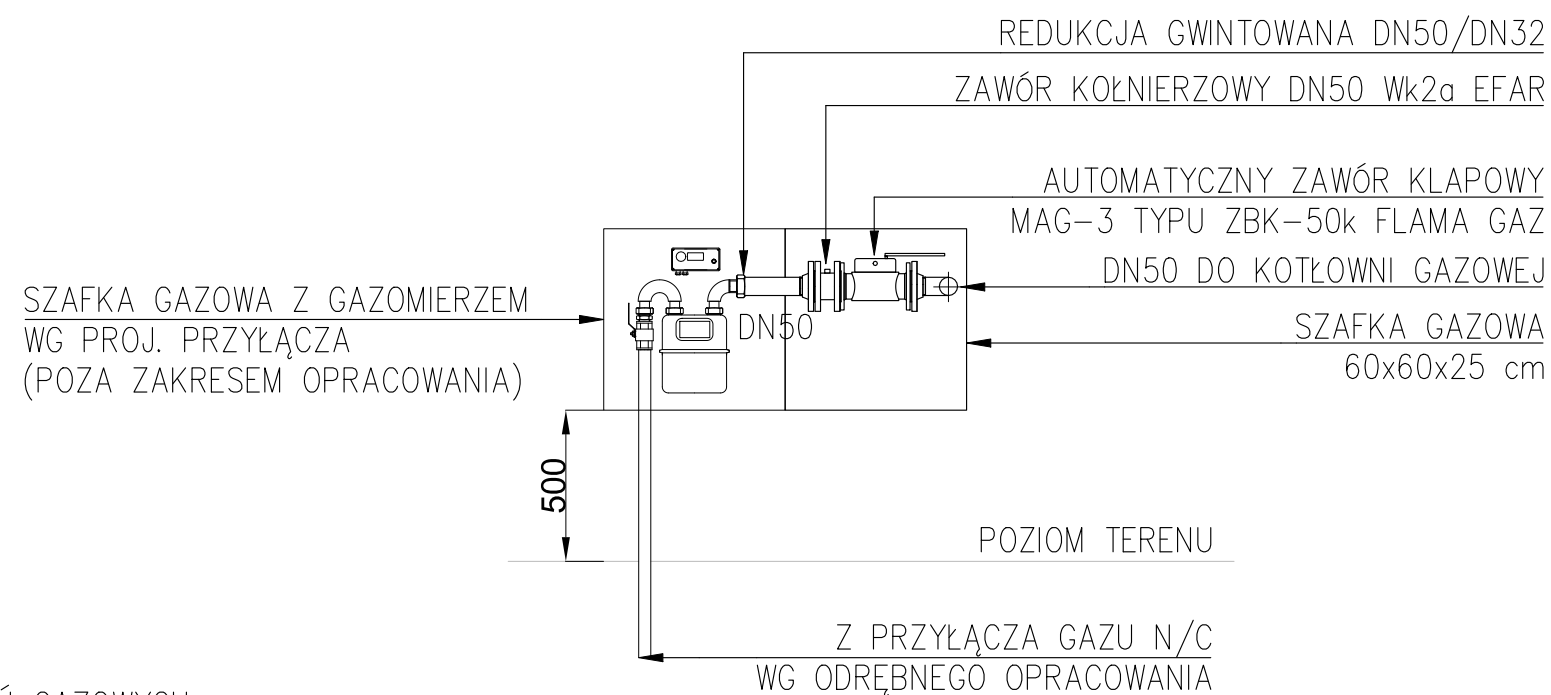 REDUKCJA GWINTOWANA DN50/DN32
ZAWÓR KOŁNIERZOWY DN50 Wk2a EFAR
AUTOMATYCZNY ZAWÓR KLAPOWY
MAG-3 TYPU ZBK-50k FLAMA GAZ
DN50 DO KOTŁOWNI GAZOWEJ
SZAFKA GAZOWA Z GAZOMIERZEM
WG PROJ. PRZYŁĄCZA
(POZA ZAKRESEM OPRACOWANIA)
DN50
SZAFKA GAZOWA
60x60x25 cm
500
POZIOM TERENU
Z PRZYŁĄCZA GAZU N/C
WG ODRĘBNEGO OPRACOWANIA